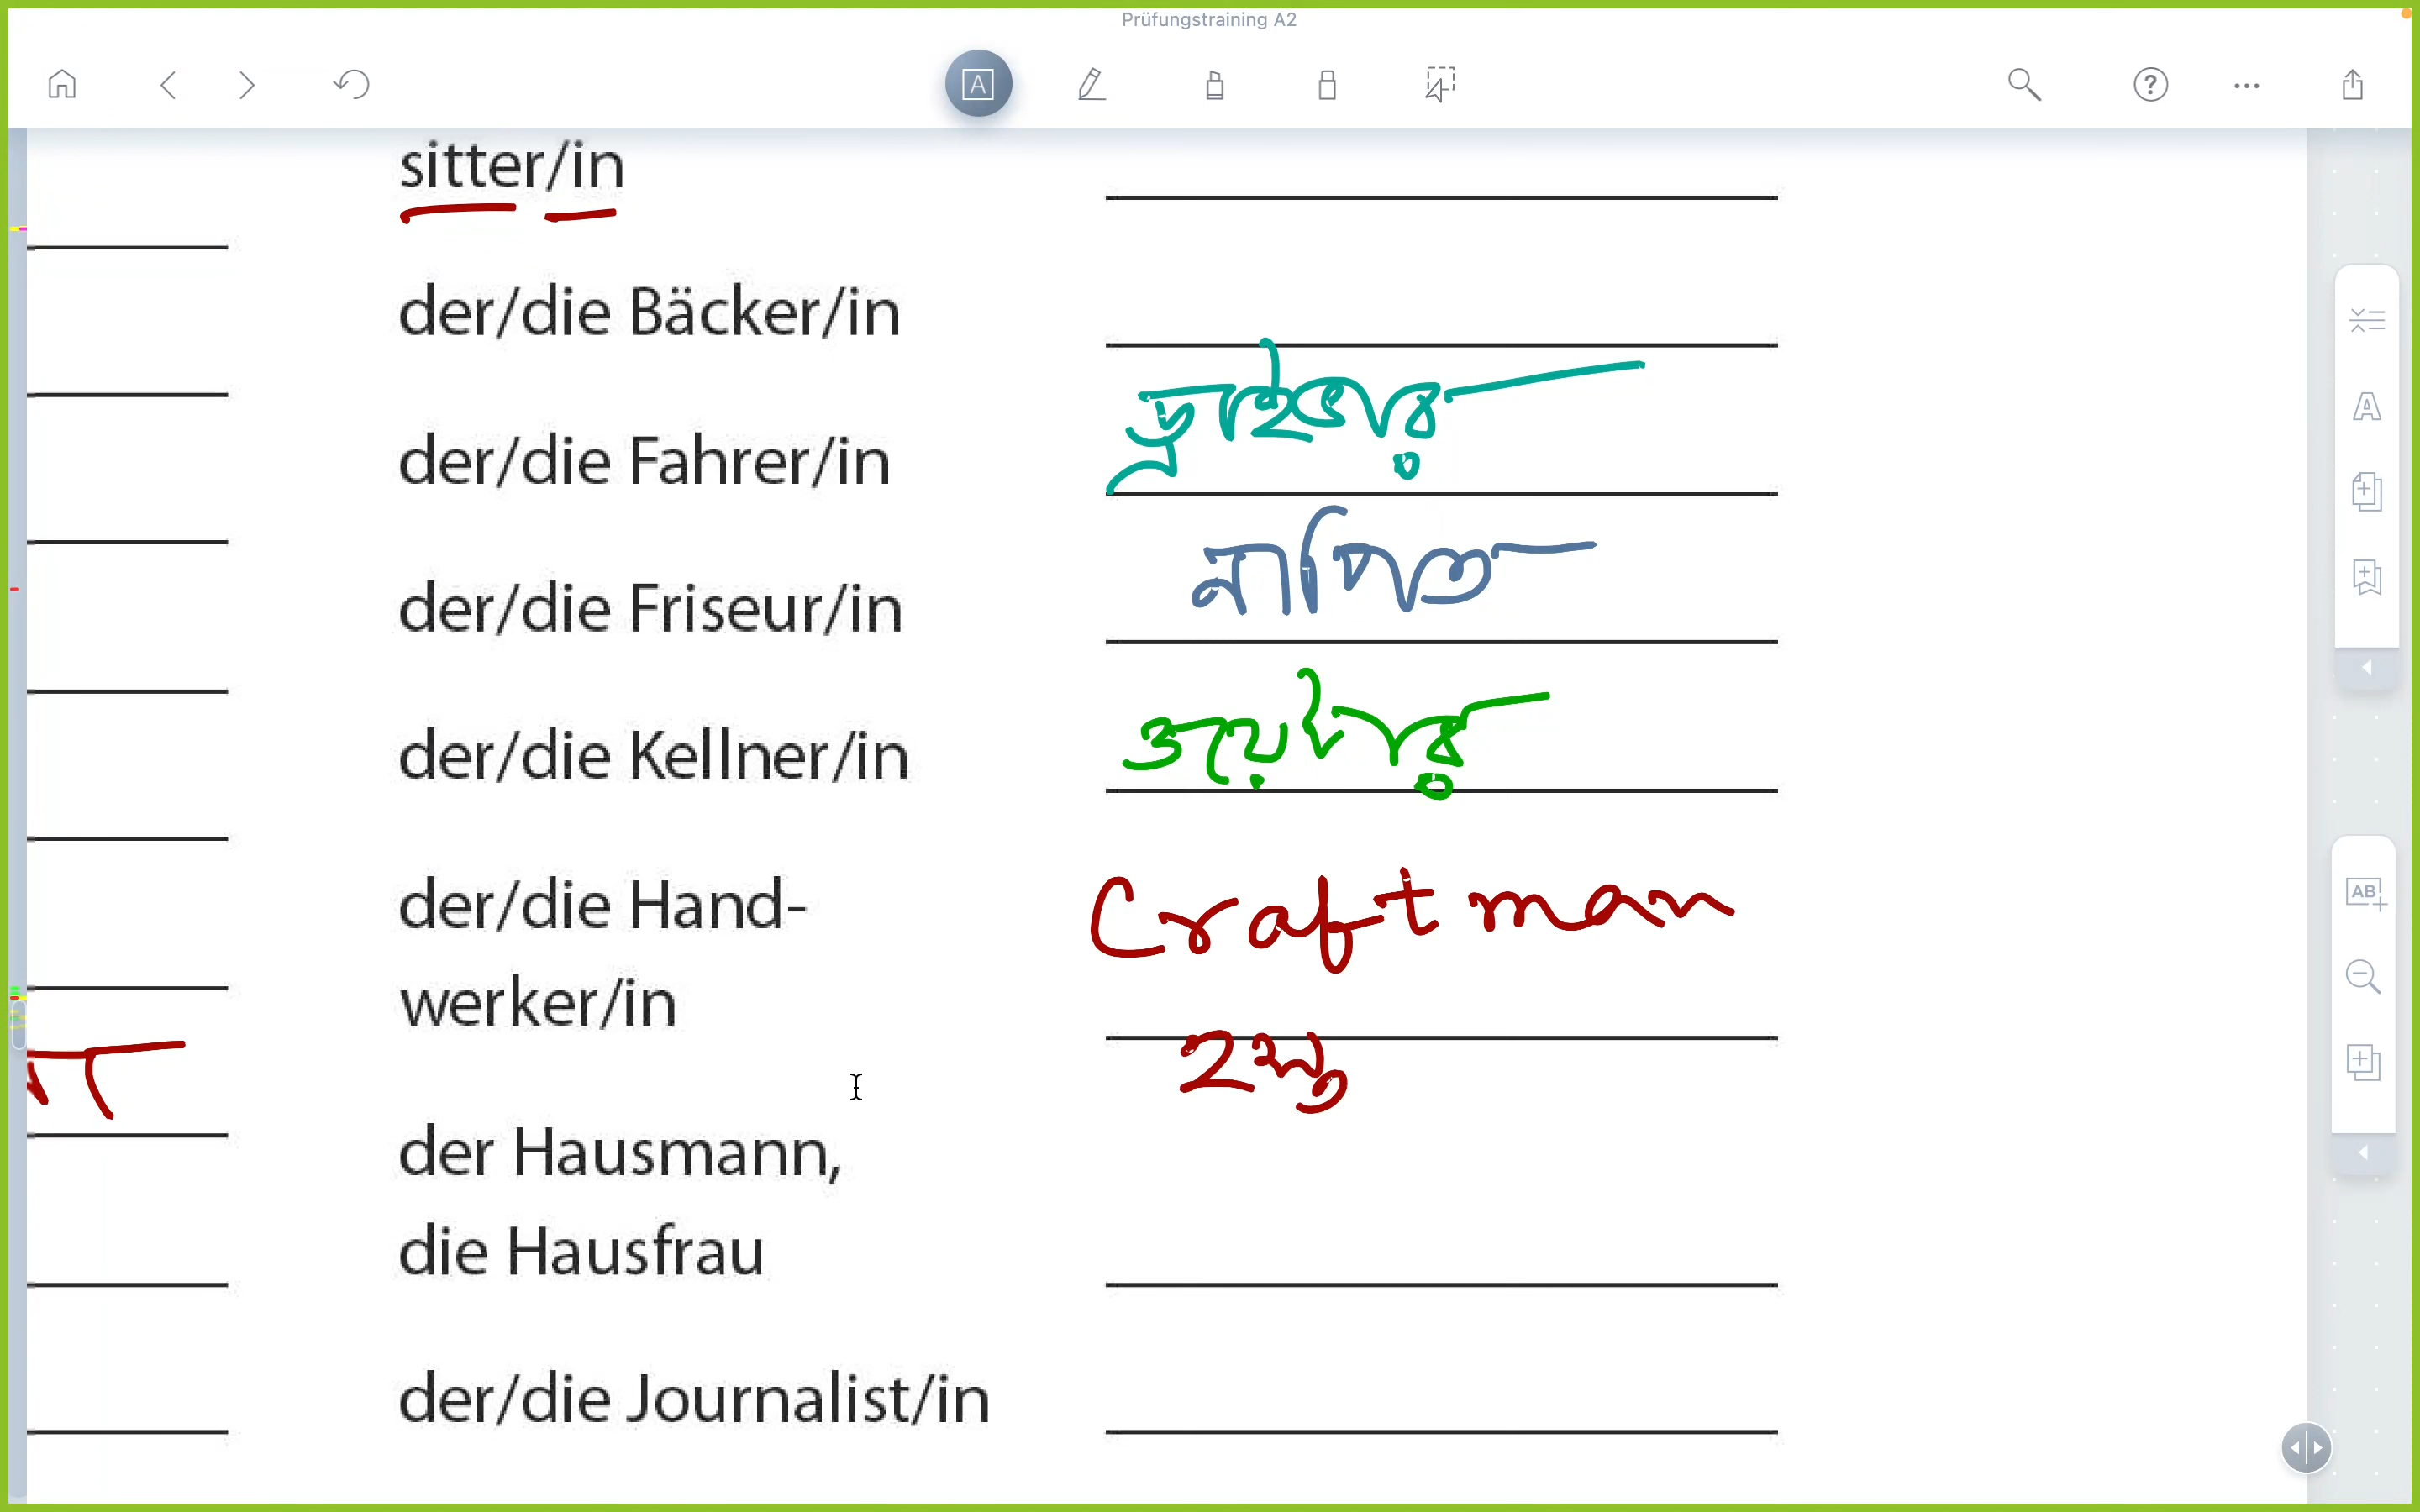 Prüfungstraining A2
sitter/in
der/die Bäcker/in
der/die Fahrer/in
ড্রাইভার
der/die Friseur/in
নাপিত
der/die Kellner/in
ওয়েটার
der/die Hand-
Craftman
werker/in
der Hausmann,
die Hausfrau
der/die Journalist/in